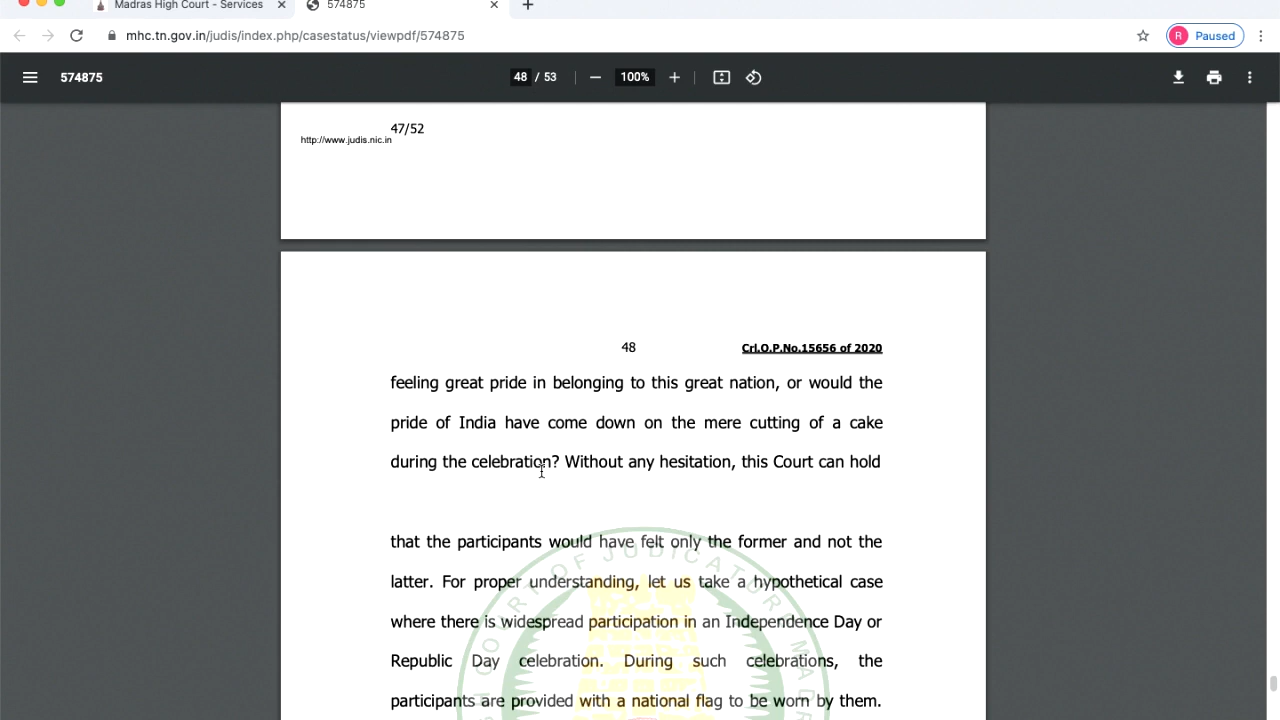 Madras High Court - Services
574875
mhc.tn.gov.in/judis/index.php/casestatus/viewpdf/574875
R Paused
574875
48 / 53
100%
47/52
http://www.judis.nic.in
48
Crl.O.P.No.15656 of 2020
feeling great pride in belonging to this great nation, or would the
pride of India have come down on the mere cutting of a cake
during the celebration? Without any hesitation, this Court can hold
that the participants would have felt only the former and not the
latter. For proper understanding, let us take a hypothetical case
where there is widespread participation in an Independence Day or
Republic Day celebration. During such celebrations, the
participants are provided with a national flag to be worn by them.
H COURT OF JUDICATURE MAD